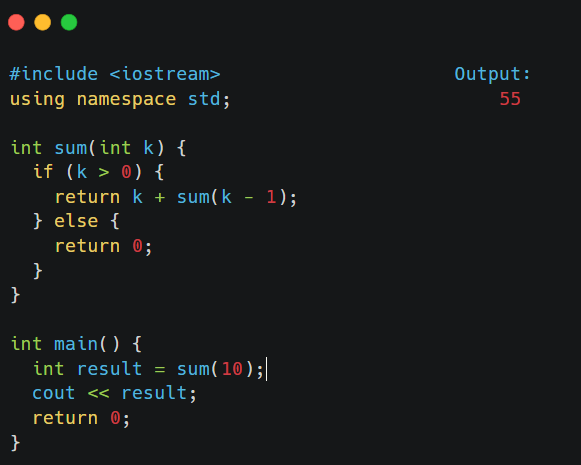 #include <iostream>
Output:
using namespace std;
55
int sum(int k) {
  if (k > 0) {
    return k + sum(k - 1);
  } else {
    return 0;
  }
}
int main() {
  int result = sum(10);
  cout << result;
  return 0;
}